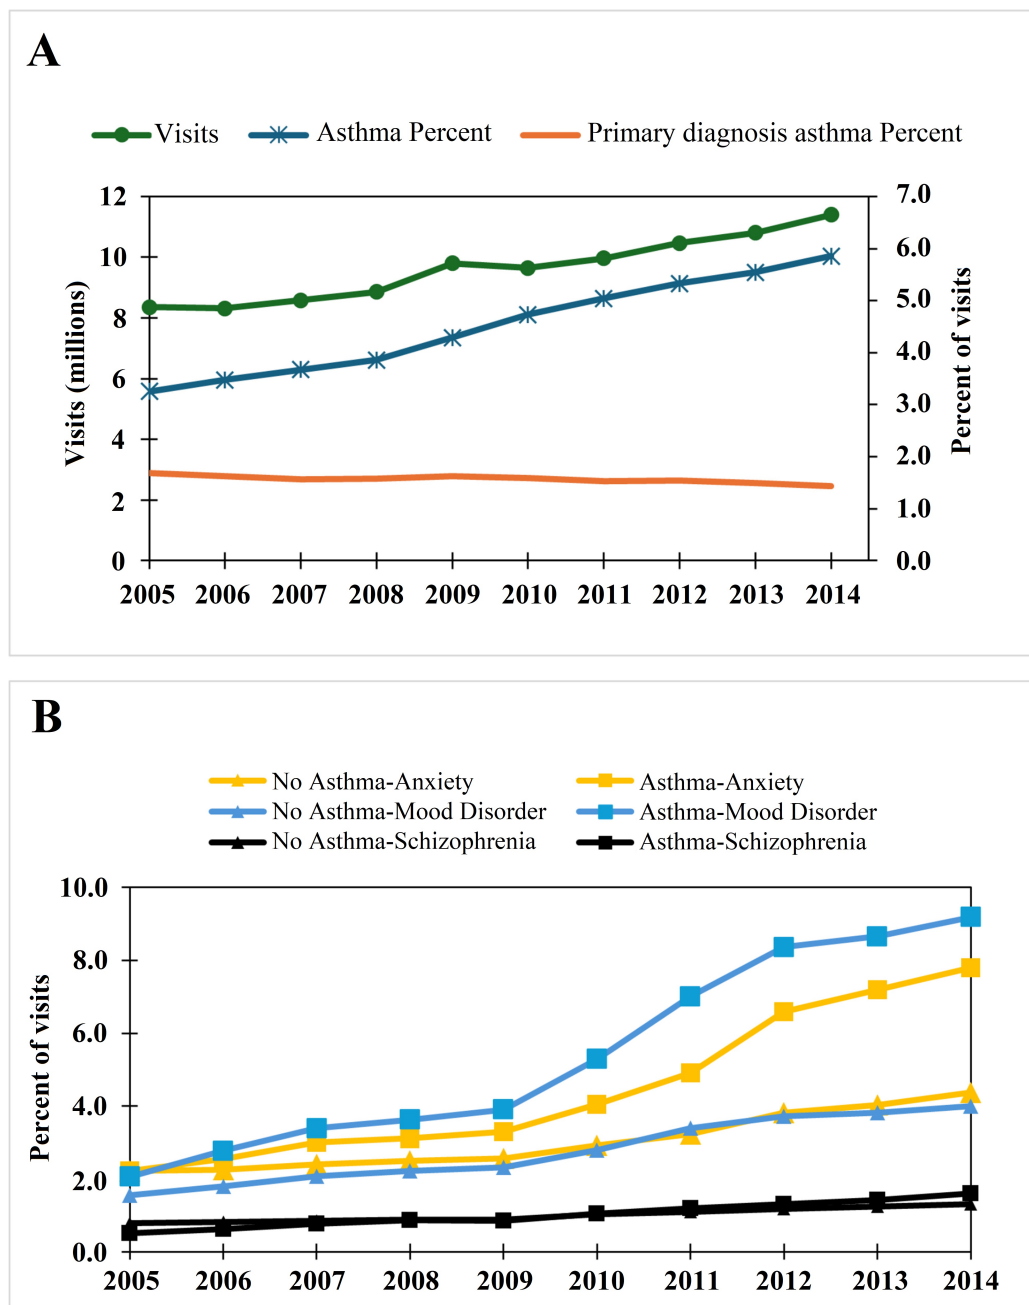 A
Visits Asthma Percent Primary diagnosis asthma Percent
12 7.0
10 6.0
8 5.0
6 4.0
4 3.0
2 2.0
0 1.0
0.0
Visits (millions)
Percent of visits
2005 2006 2007 2008 2009 2010 2011 2012 2013 2014
B
No Asthma-Anxiety Asthma-Anxiety
No Asthma-Mood Disorder Asthma-Mood Disorder
No Asthma-Schizophrenia Asthma-Schizophrenia
10.0
8.0
6.0
4.0
2.0
0.0
Percent of visits
2005 2006 2007 2008 2009 2010 2011 2012 2013 2014